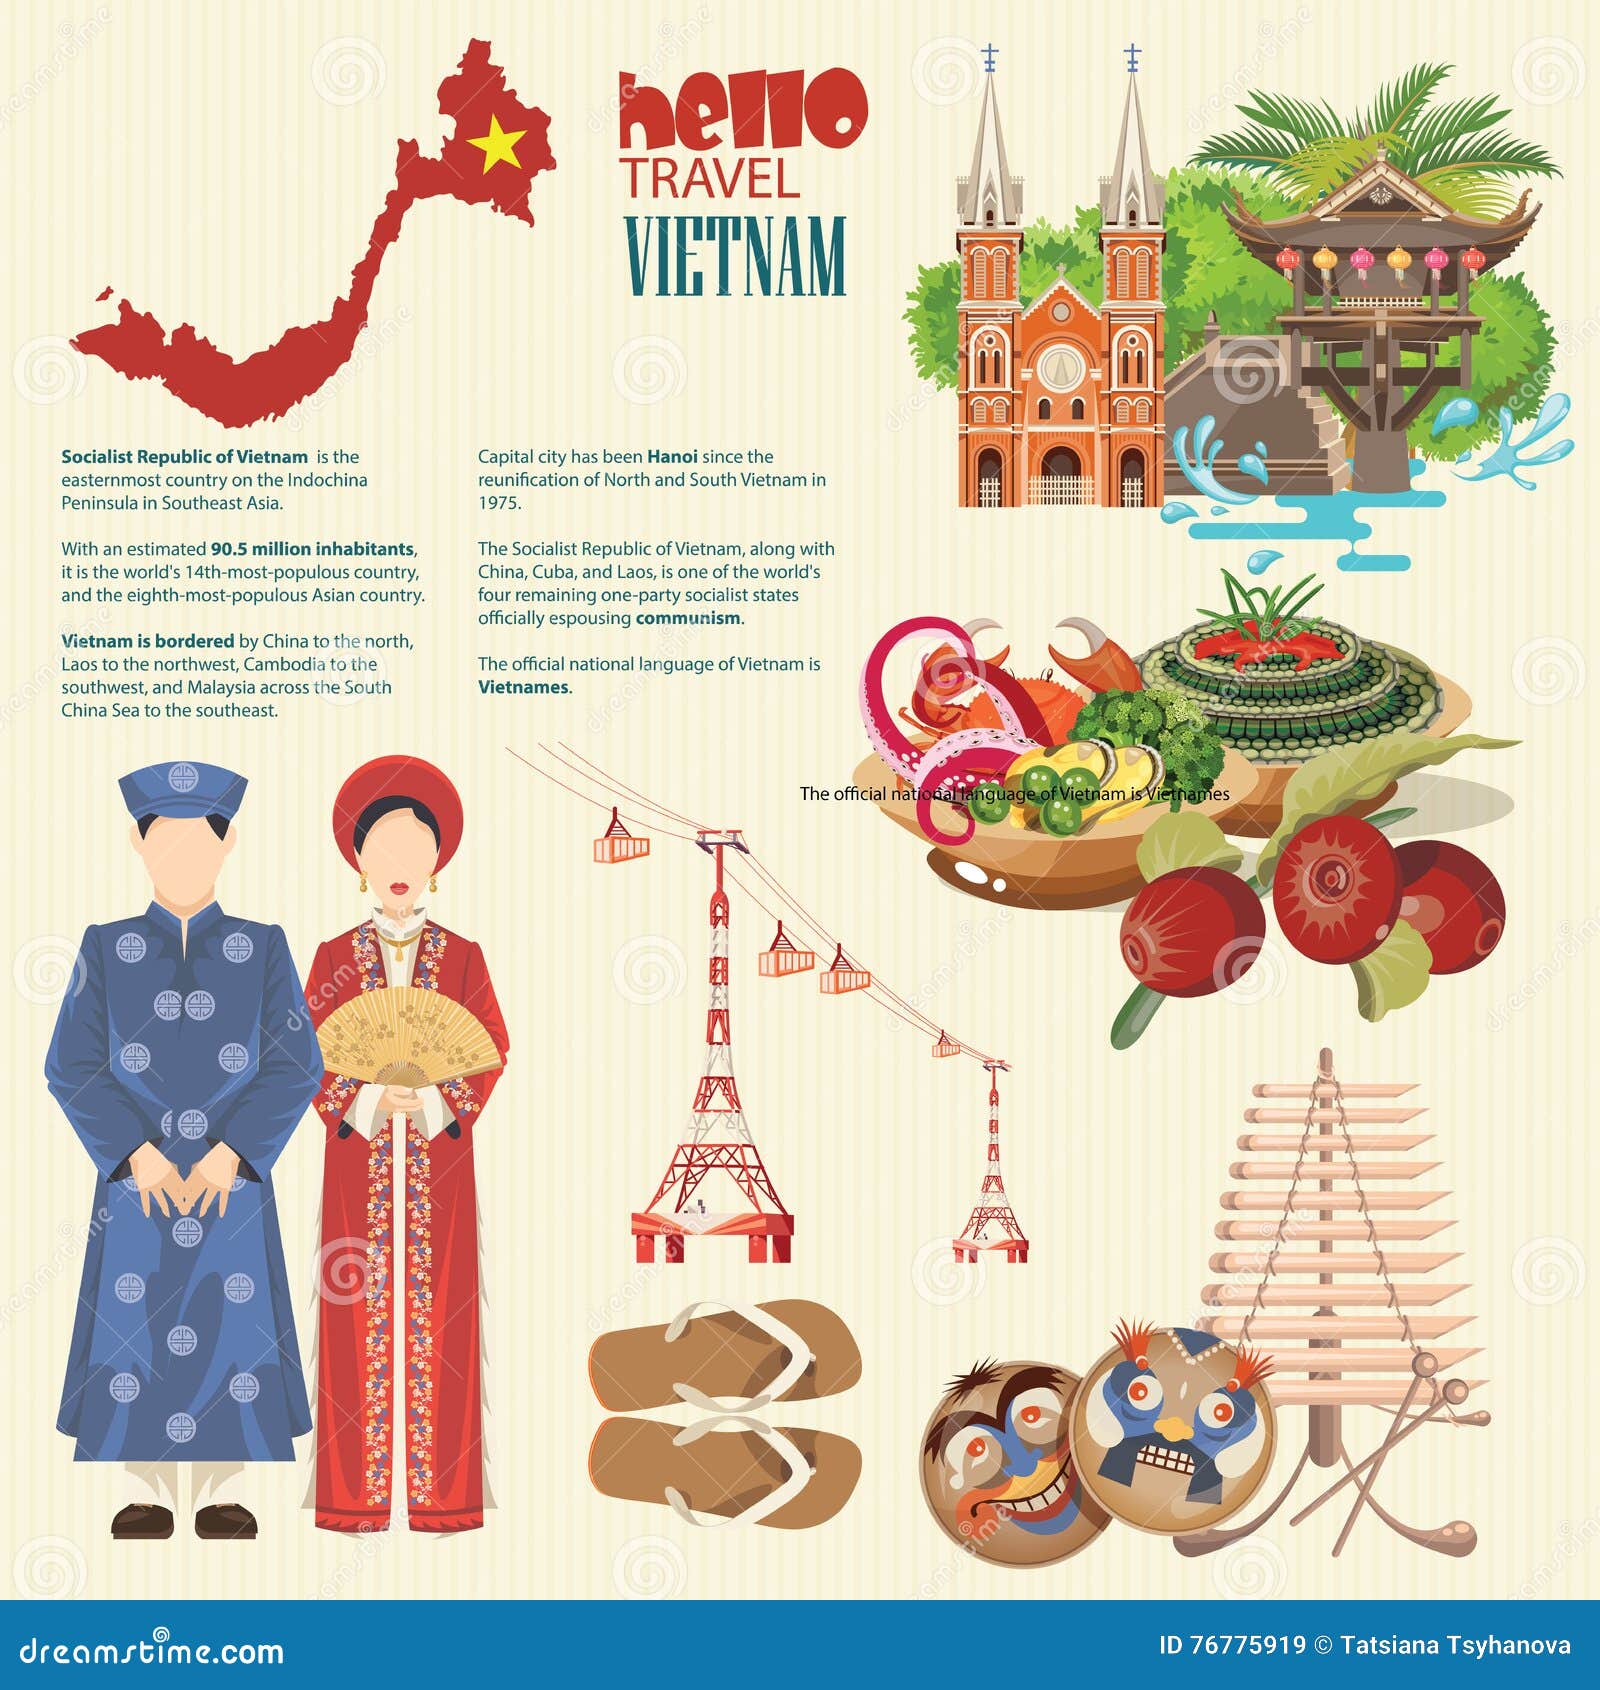 hello
TRAVEL
VIETNAM
Socialist Republic of Vietnam is the
easternmost country on the Indochina
Peninsula in Southeast Asia.
With an estimated 90.5 million inhabitants,
it is the world's 14th-most-populous country,
and the eighth-most-populous Asian country.
Vietnam is bordered by China to the north,
Laos to the northwest, Cambodia to the
southwest, and Malaysia across the South
China Sea to the southeast.
Capital city has been Hanoi since the
reunification of North and South Vietnam in
1975.
The Socialist Republic of Vietnam, along with
China, Cuba, and Laos, is one of the world's
four remaining one-party socialist states
officially espousing communism.
The official national language of Vietnam is
Vietnames.
The official national language of Vietnam is Vietnames
dreamstime.com
ID 76775919 © Tatsiana Tsyhanova